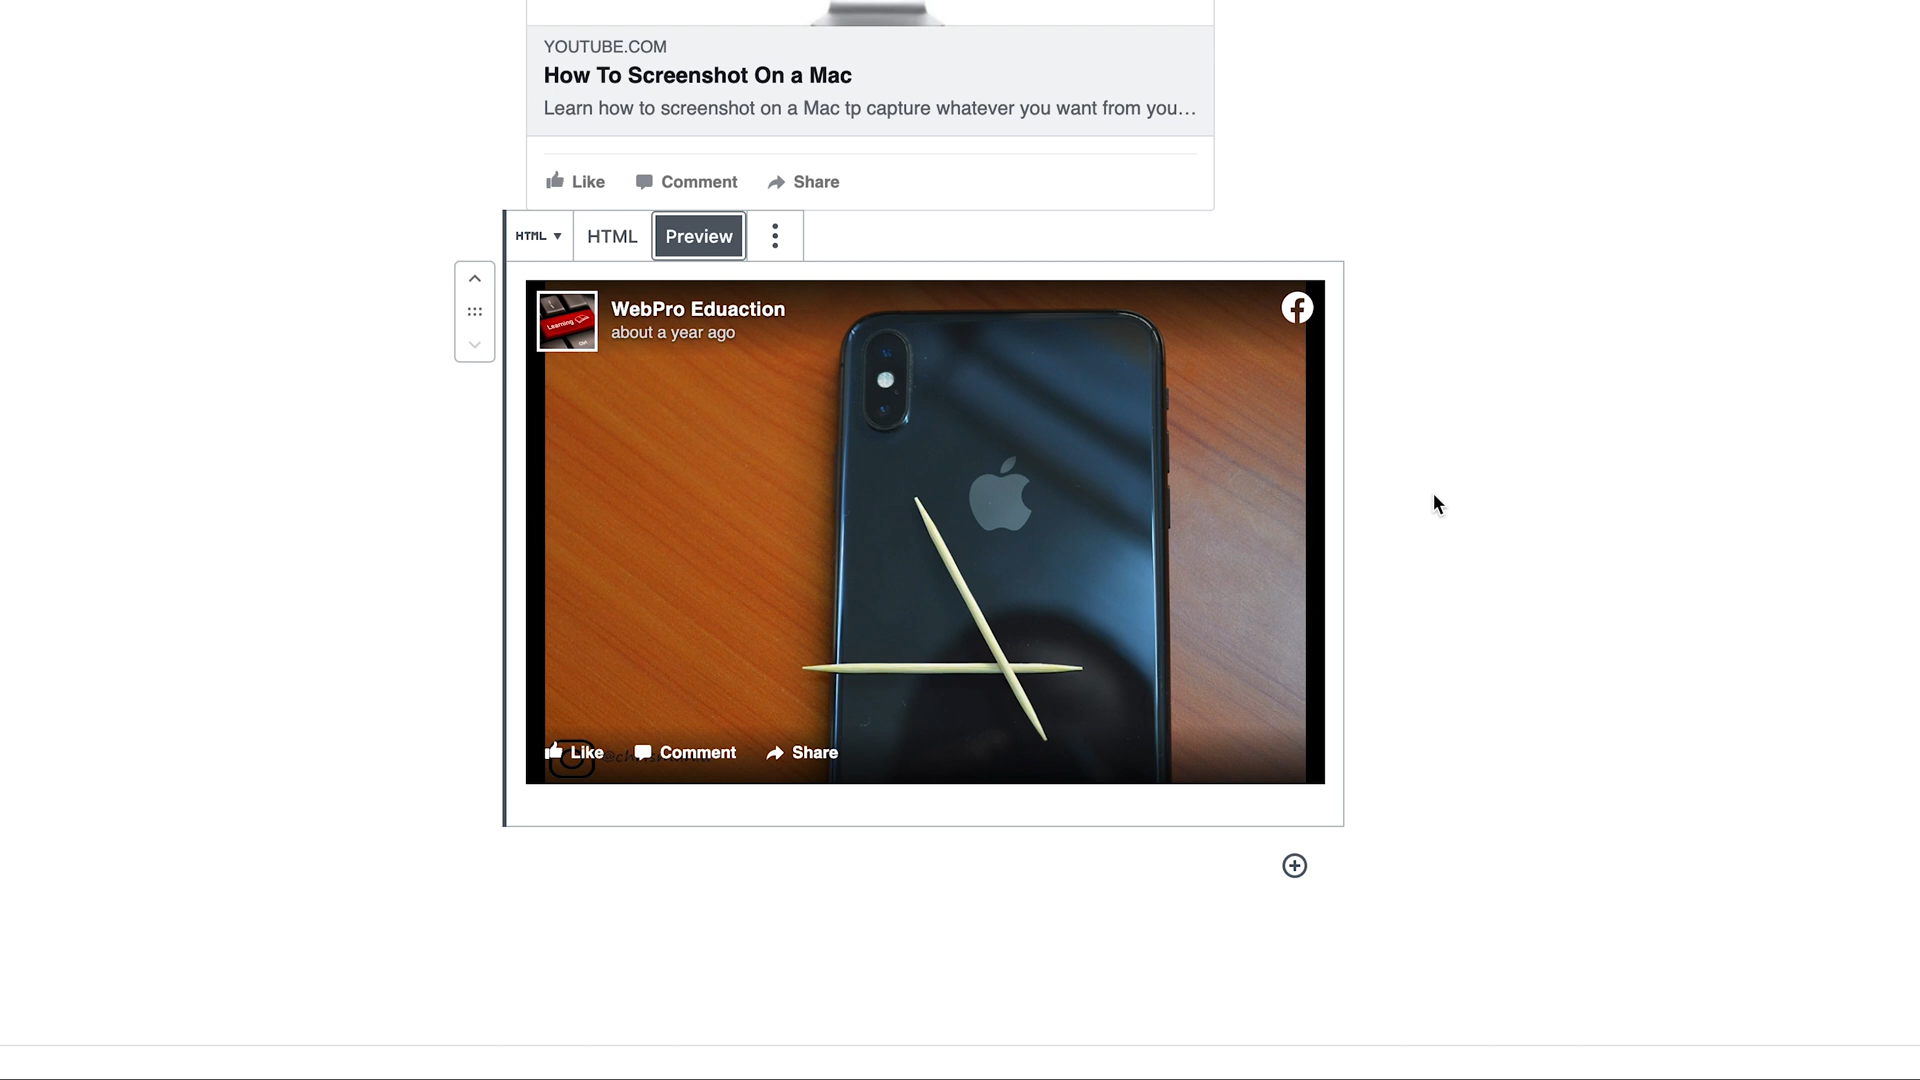 YOUTUBE.COM
How To Screenshot On a Mac
Learn how to screenshot on a Mac tp capture whatever you want from you…
Like Comment Share
HTML HTML Preview
WebPro Eduaction
about a year ago
Learning
Like Comment Share